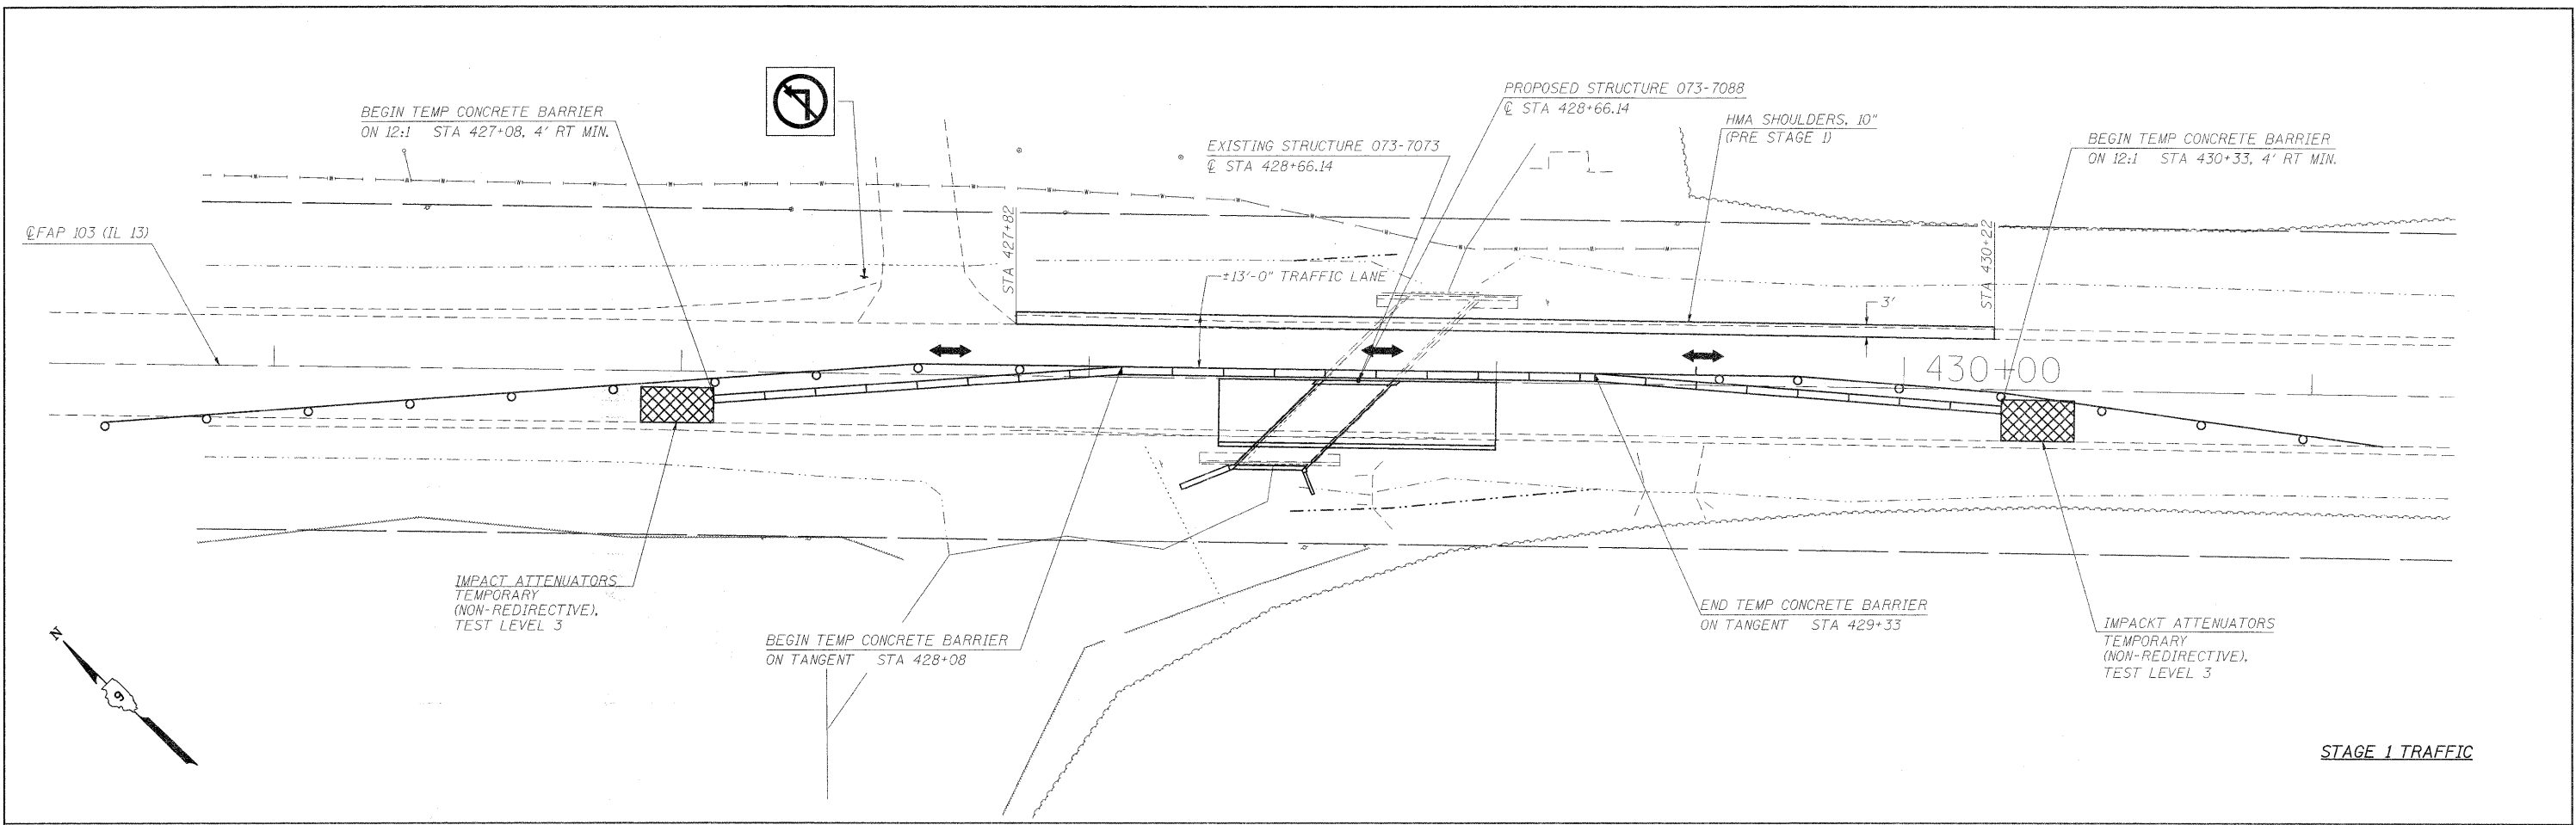 BEGIN TEMP CONCRETE BARRIER
ON 12:1 STA 427+08, 4' RT MIN.
PROPOSED STRUCTURE 073-7088
℄ STA 428+66.14
EXISTING STRUCTURE 073-7073
℄ STA 428+66.14
HMA SHOULDERS, 10"
(PRE STAGE 1)
BEGIN TEMP CONCRETE BARRIER
ON 12:1 STA 430+33, 4' RT MIN.
℄ FAP 103 (IL 13)
STA 427+82
±13'-0" TRAFFIC LANE
3'
STA 430+22
430+00
IMPACT ATTENUATORS
TEMPORARY
(NON-REDIRECTIVE),
TEST LEVEL 3
BEGIN TEMP CONCRETE BARRIER
ON TANGENT STA 428+08
END TEMP CONCRETE BARRIER
ON TANGENT STA 429+33
IMPACKT ATTENUATORS
TEMPORARY
(NON-REDIRECTIVE),
TEST LEVEL 3
N
9
STAGE 1 TRAFFIC